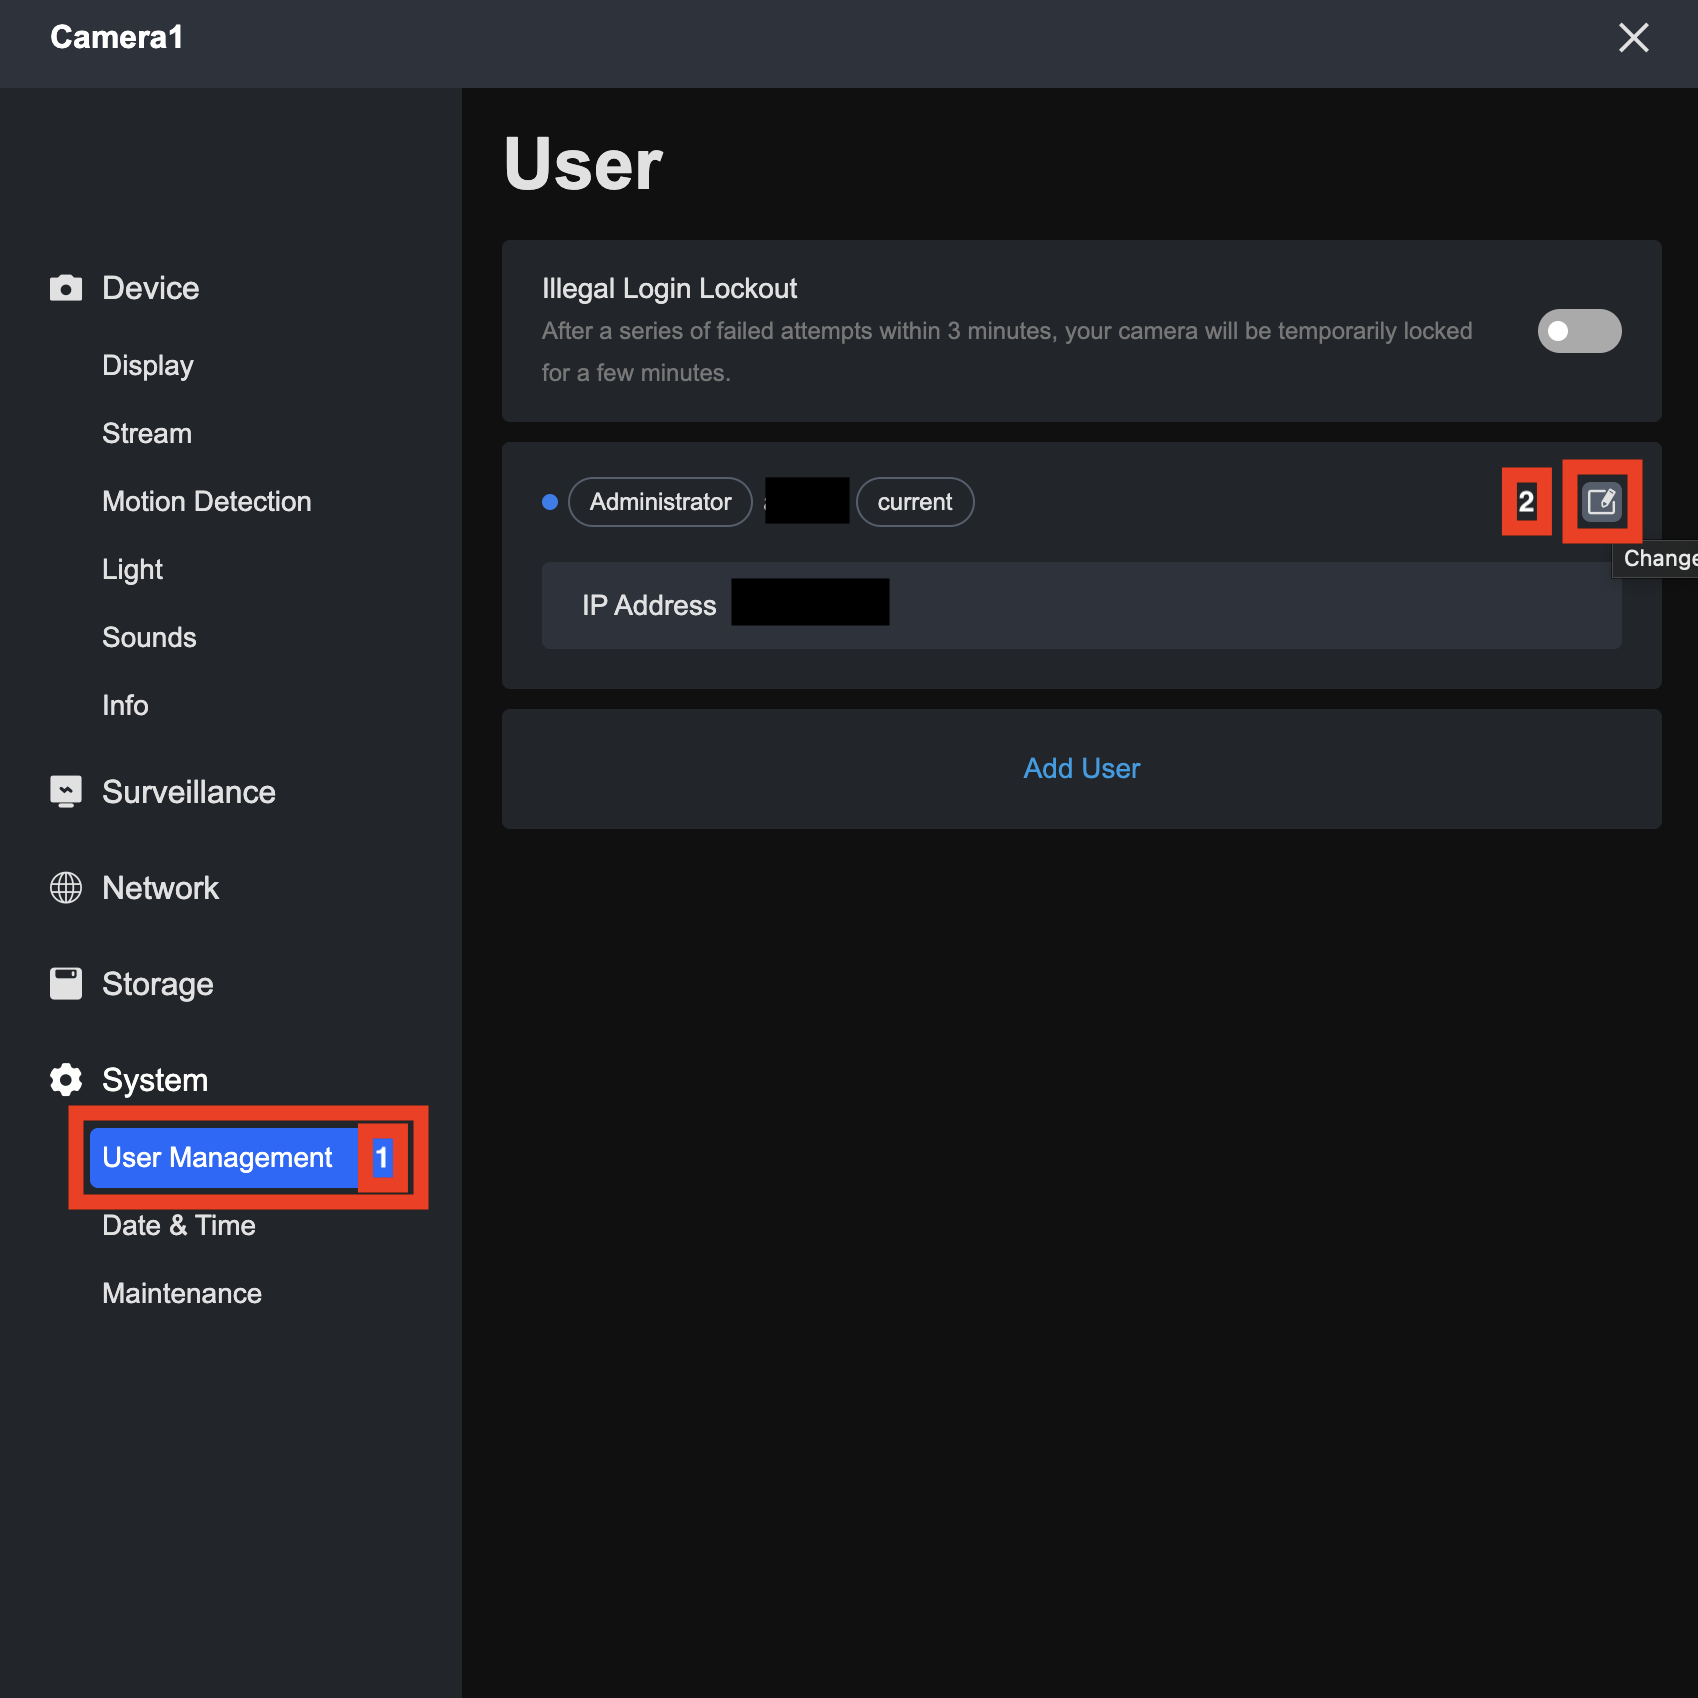 Camera1
Device
Display
Stream
Motion Detection
Light
Sounds
Info
Surveillance
Network
Storage
System
User Management 1
Date & Time
Maintenance
User
Illegal Login Lockout
After a series of failed attempts within 3 minutes, your camera will be temporarily locked
for a few minutes.
Administrator current 2
Change
IP Address
Add User